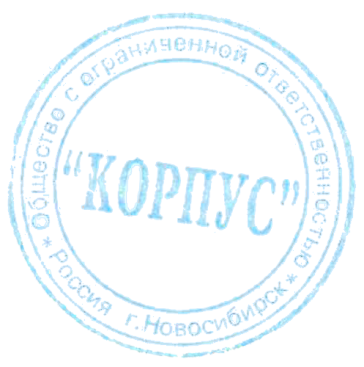 Общество с ограниченной ответственностью
"КОРПУС"
* Россия г.Новосибирск *